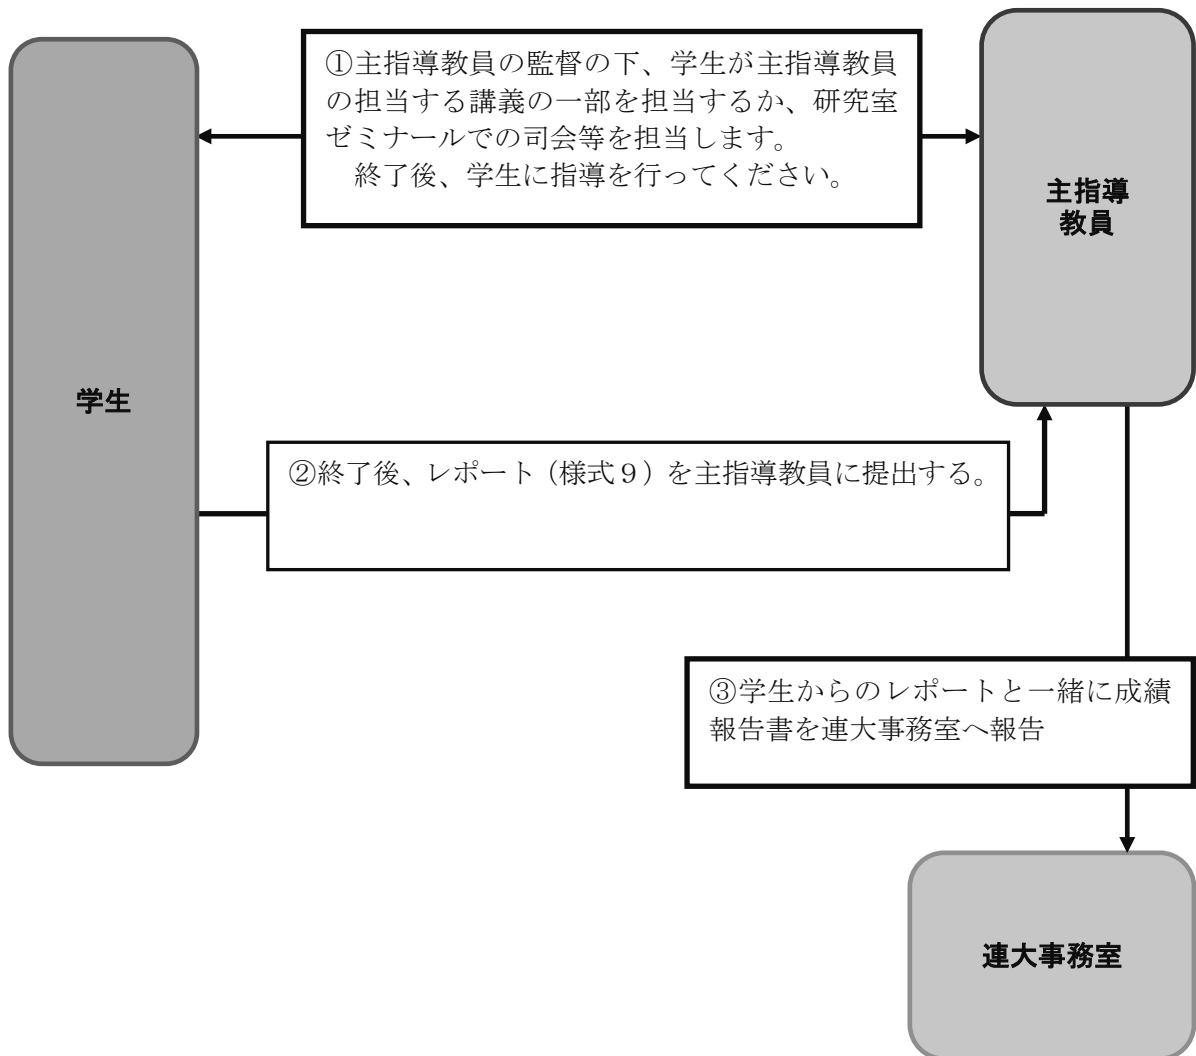 ①主指導教員の監督の下、学生が主指導教員
の担当する講義の一部を担当するか、研究室
ゼミナールでの司会等を担当します。
終了後、学生に指導を行ってください。
主指導
教員
学生
②終了後、レポート（様式９）を主指導教員に提出する。
③学生からのレポートと一緒に成績
報告書を連大事務室へ報告
連大事務室